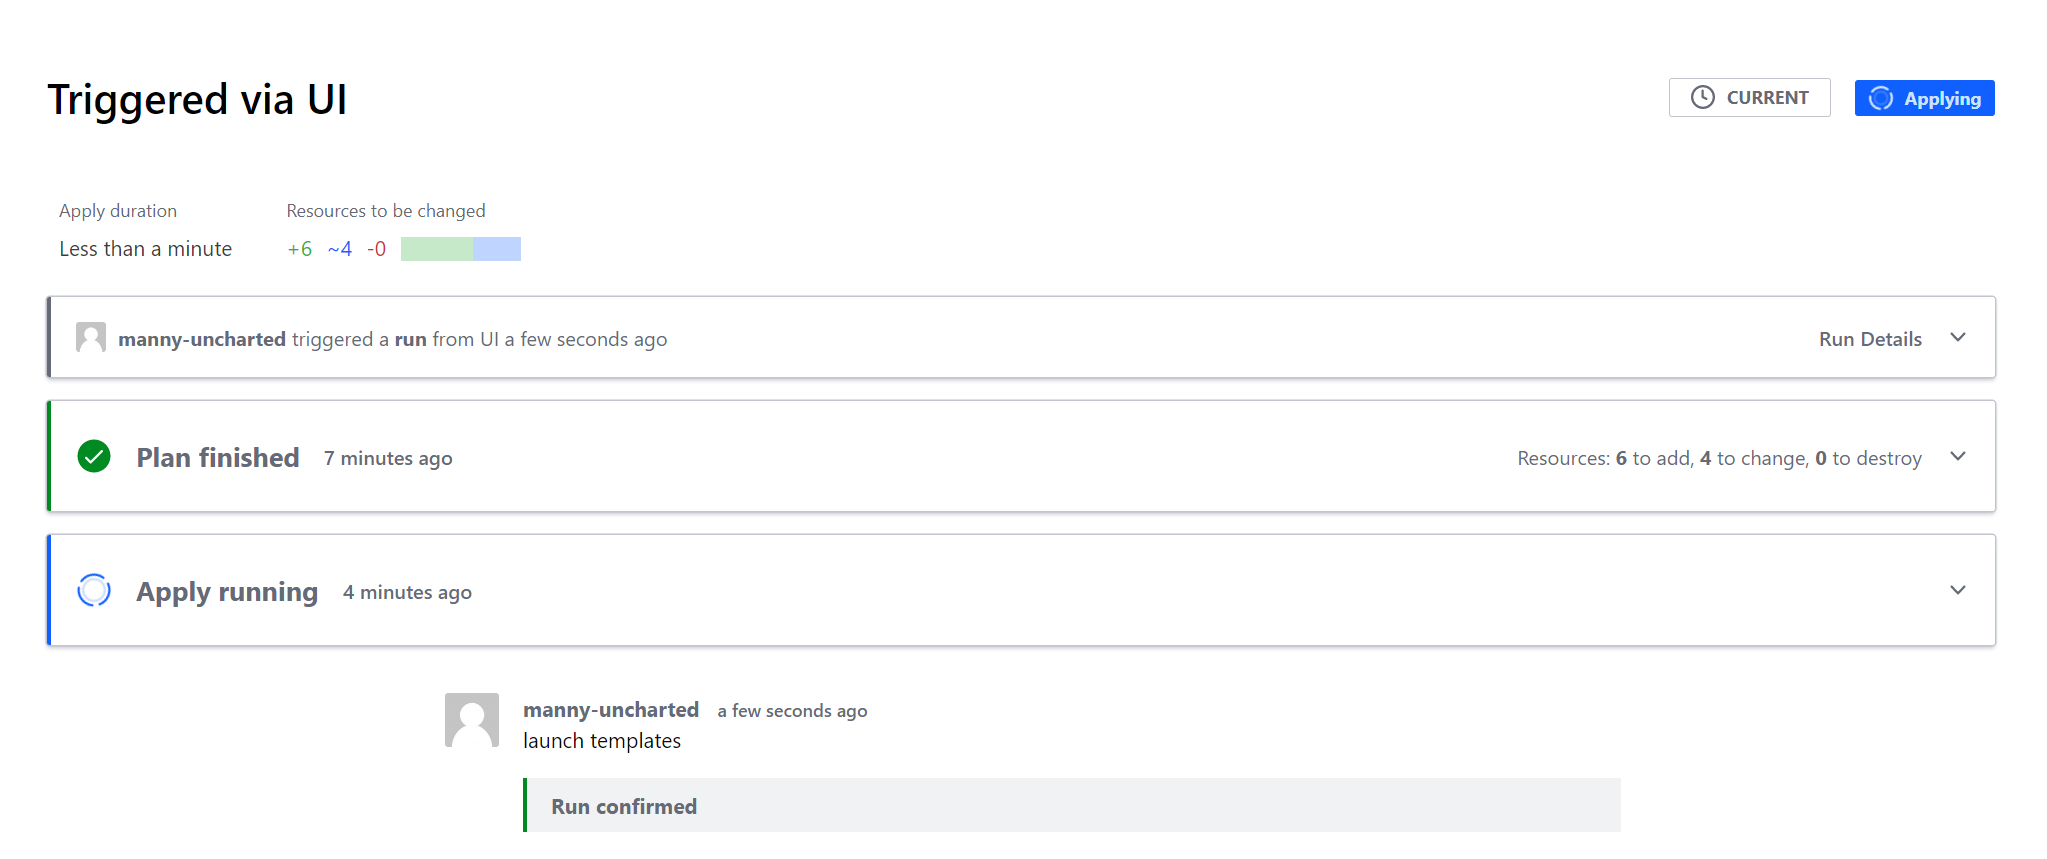 Triggered via UI
CURRENT
Applying
Apply duration
Resources to be changed
Less than a minute
+6 ~4 -0
manny-uncharted triggered a run from UI a few seconds ago
Run Details
Plan finished 7 minutes ago
Resources: 6 to add, 4 to change, 0 to destroy
Apply running 4 minutes ago
manny-uncharted a few seconds ago
launch templates
Run confirmed